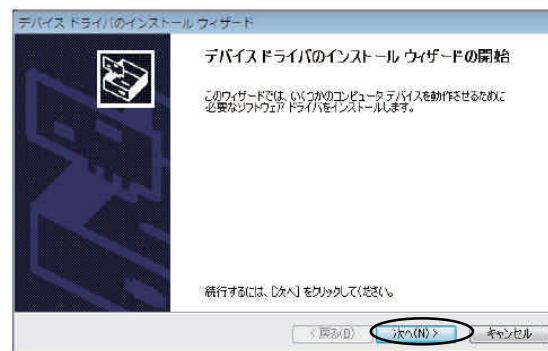 デバイス ドライバのインストール ウィザード
デバイス ドライバのインストール ウィザードの開始
このウィザードでは、いくつかのコンピュータ デバイスを動作させるために
必要なソフトウェア ドライバをインストールします。
続行するには、[次へ] をクリックしてください。
< 戻る(B) 次へ(N) > キャンセル